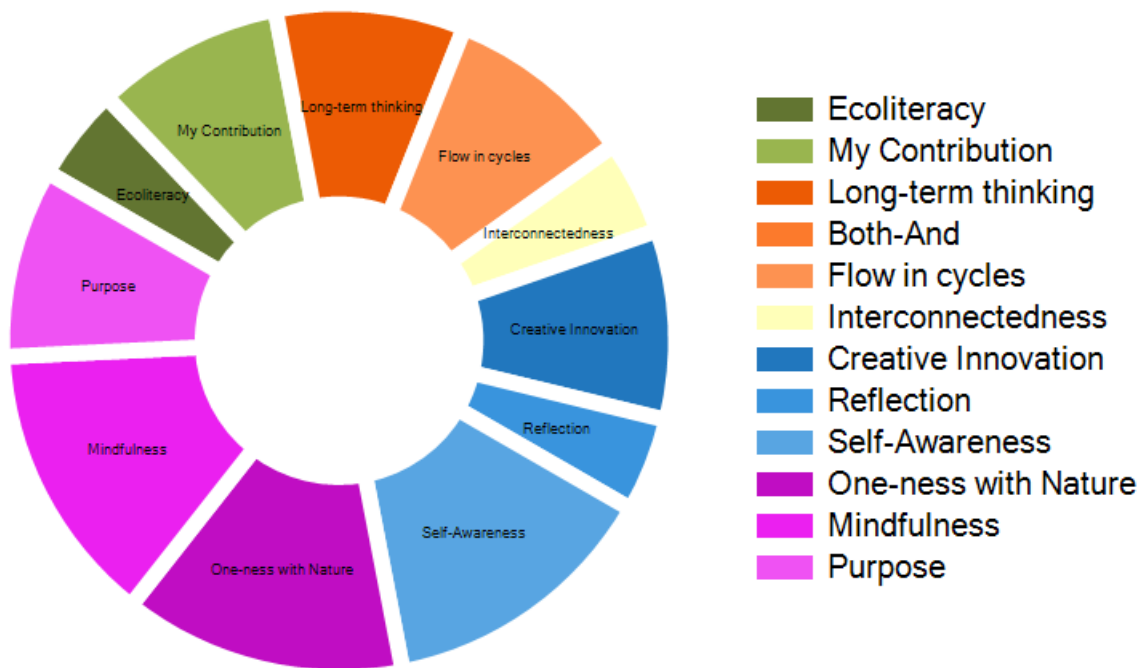 Long-term thinking
My Contribution
Flow in cycles
Ecoliteracy
Interconnectedness
Purpose
Creative Innovation
Reflection
Mindfulness
Self-Awareness
One-ness with Nature
Ecoliteracy
My Contribution
Long-term thinking
Both-And
Flow in cycles
Interconnectedness
Creative Innovation
Reflection
Self-Awareness
One-ness with Nature
Mindfulness
Purpose